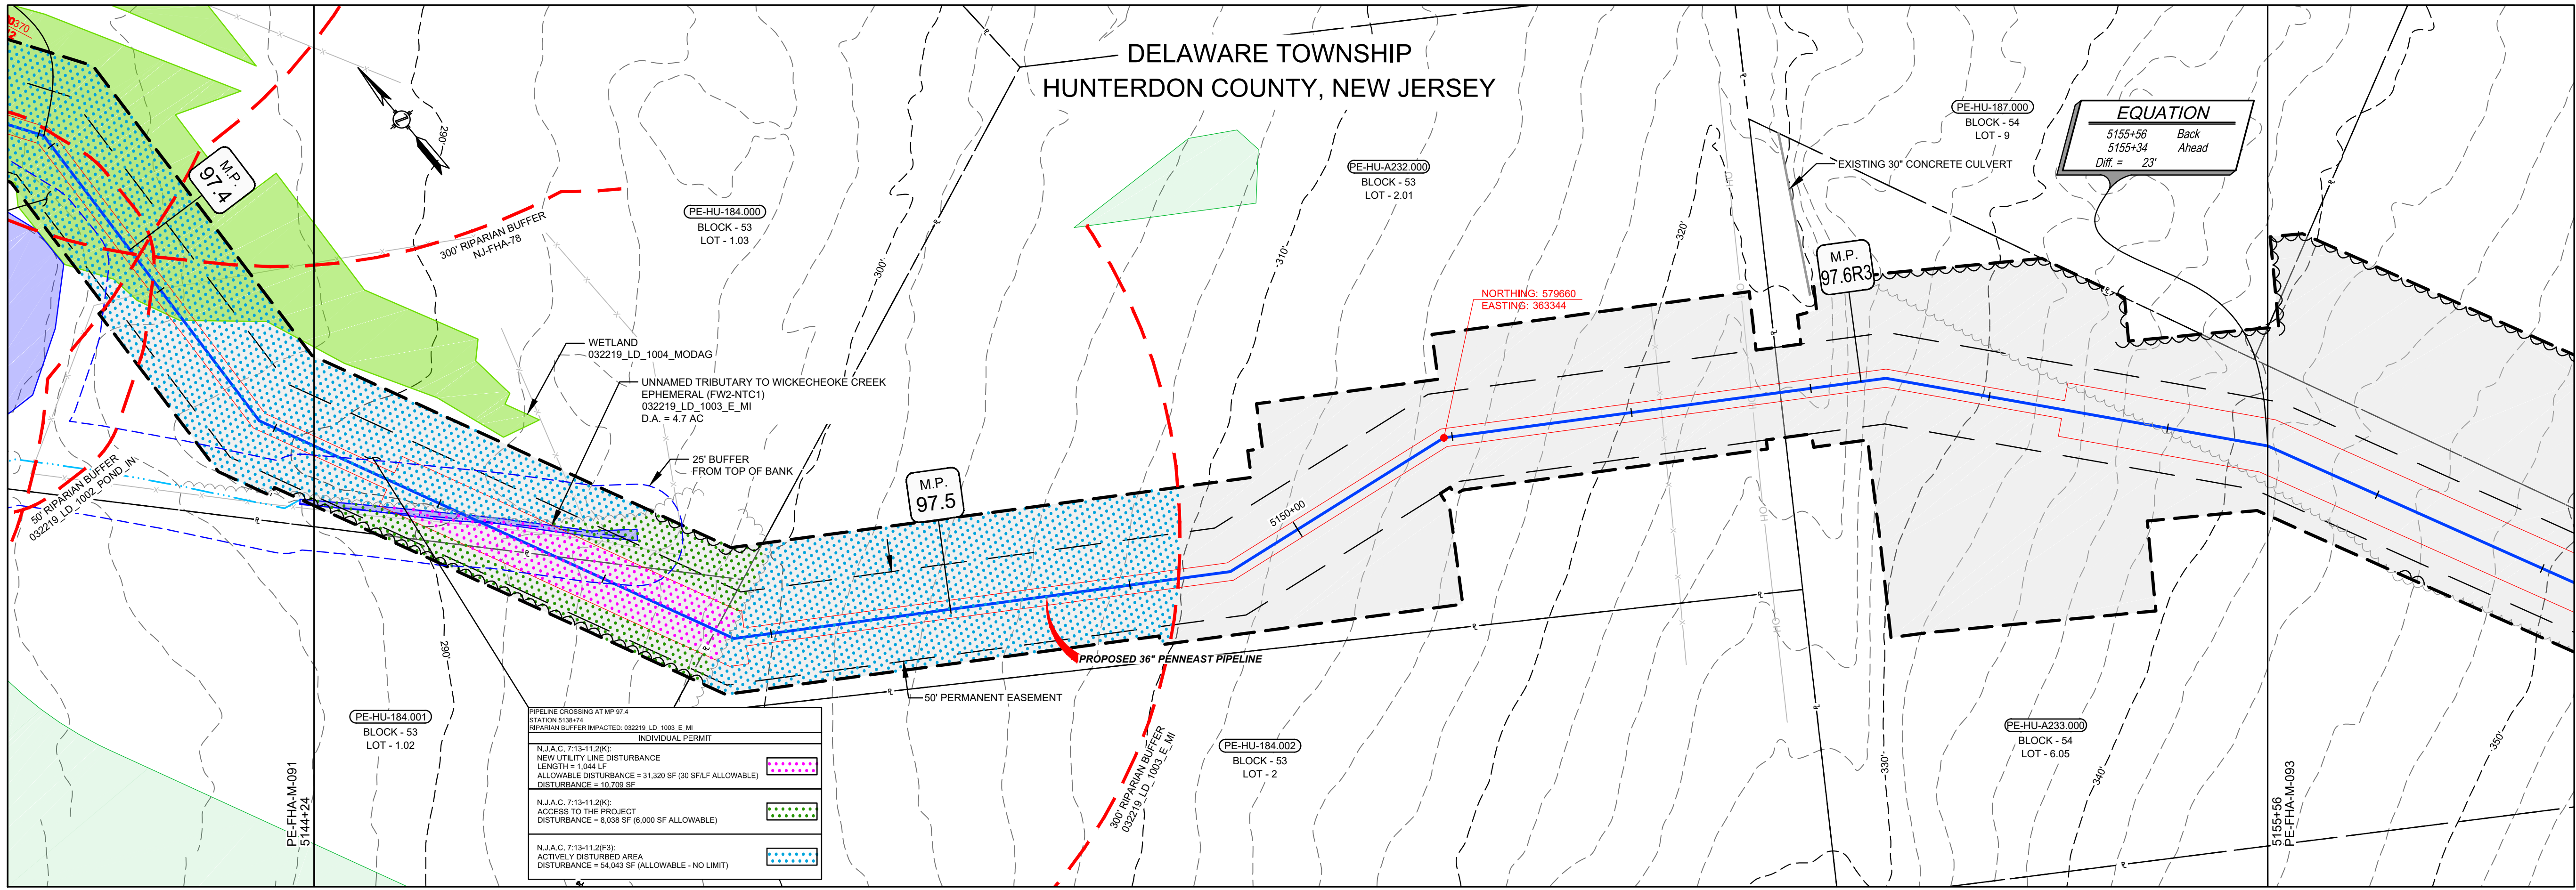 DELAWARE TOWNSHIP
HUNTERDON COUNTY, NEW JERSEY
M.P.
97.4
290'
300' RIPARIAN BUFFER
NJ-FHA-78
PE-HU-184.000
BLOCK - 53
LOT - 1.03
300'
310'
PE-HU-A232.000
BLOCK - 53
LOT - 2.01
320'
EXISTING 30" CONCRETE CULVERT
PE-HU-187.000
BLOCK - 54
LOT - 9
EQUATION
5155+56 Back
5155+34 Ahead
Diff. = 23'
NORTHING: 579660
EASTING: 363344
M.P.
97.6R3
WETLAND
032219_LD_1004_MODAG
UNNAMED TRIBUTARY TO WICKECHEOKE CREEK
EPHEMERAL (FW2-NTC1)
032219_LD_1003_E_MI
D.A. = 4.7 AC
25' BUFFER
FROM TOP OF BANK
M.P.
97.5
5150+00
50' RIPARIAN BUFFER
032219_LD_1002_POND_IN
PROPOSED 36" PENNEAST PIPELINE
50' PERMANENT EASEMENT
290'
PE-HU-184.001
BLOCK - 53
LOT - 1.02
PE-FHA-M-091
5144+24
PIPELINE CROSSING AT MP 97.4
STATION 5138+74
RIPARIAN BUFFER IMPACTED: 032219_LD_1003_E_MI
INDIVIDUAL PERMIT
N.J.A.C. 7:13-11.2(K):
NEW UTILITY LINE DISTURBANCE
LENGTH = 1,044 LF
ALLOWABLE DISTURBANCE = 31,320 SF (30 SF/LF ALLOWABLE)
DISTURBANCE = 10,709 SF
N.J.A.C. 7:13-11.2(K):
ACCESS TO THE PROJECT
DISTURBANCE = 8,038 SF (6,000 SF ALLOWABLE)
N.J.A.C. 7:13-11.2(F3):
ACTIVELY DISTURBED AREA
DISTURBANCE = 54,043 SF (ALLOWABLE - NO LIMIT)
300' RIPARIAN BUFFER
032219_LD_1003_E_MI
PE-HU-184.002
BLOCK - 53
LOT - 2
330'
PE-HU-A233.000
BLOCK - 54
LOT - 6.05
340'
350'
5155+56
PE-FHA-M-093